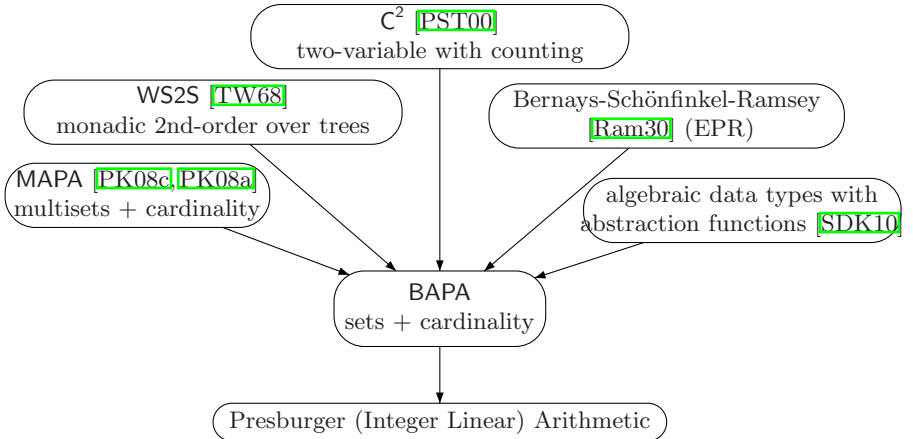 C² [PST00]
two-variable with counting
WS2S [TW68]
monadic 2nd-order over trees
Bernays-Schönfinkel-Ramsey
[Ram30] (EPR)
MAPA [PK08c, PK08a]
multisets + cardinality
algebraic data types with
abstraction functions [SDK10]
BAPA
sets + cardinality
Presburger (Integer Linear) Arithmetic